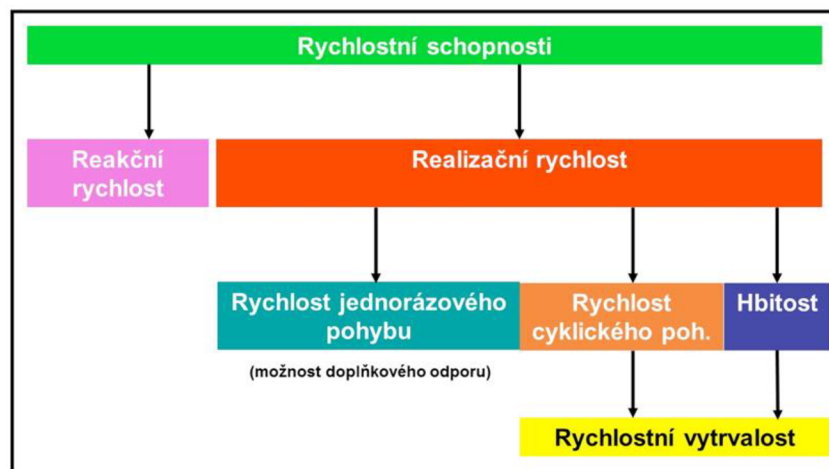 Rychlostní schopnosti
Reakční
rychlost
Realizační rychlost
Rychlost jednorázového
pohybu
Rychlost
cyklického poh.
Hbitost
(možnost doplňkového odporu)
Rychlostní vytrvalost